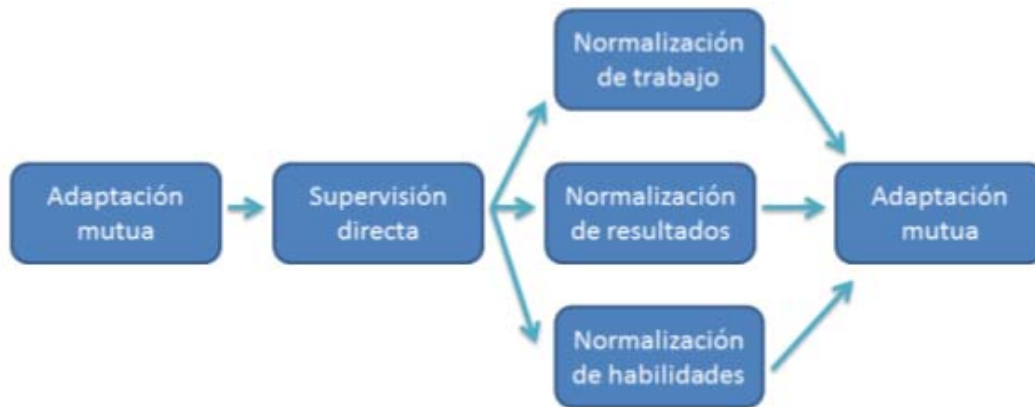 Adaptación
mutua
Supervisión
directa
Normalización
de trabajo
Normalización
de resultados
Normalización
de habilidades
Adaptación
mutua